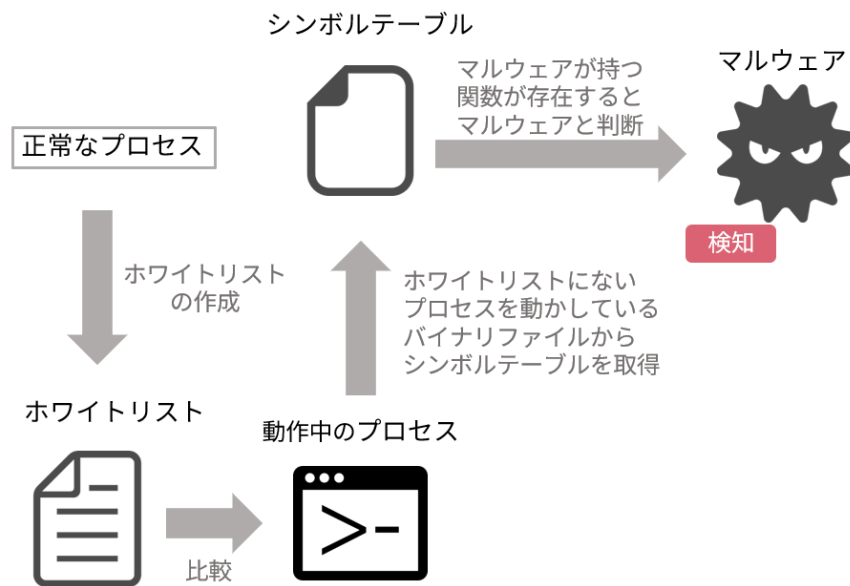 シンボルテーブル
マルウェアが持つ
関数が存在すると
マルウェアと判断
マルウェア
正常なプロセス
検知
ホワイトリスト
の作成
ホワイトリストにない
プロセスを動かしている
バイナリファイルから
シンボルテーブルを取得
ホワイトリスト
動作中のプロセス
比較